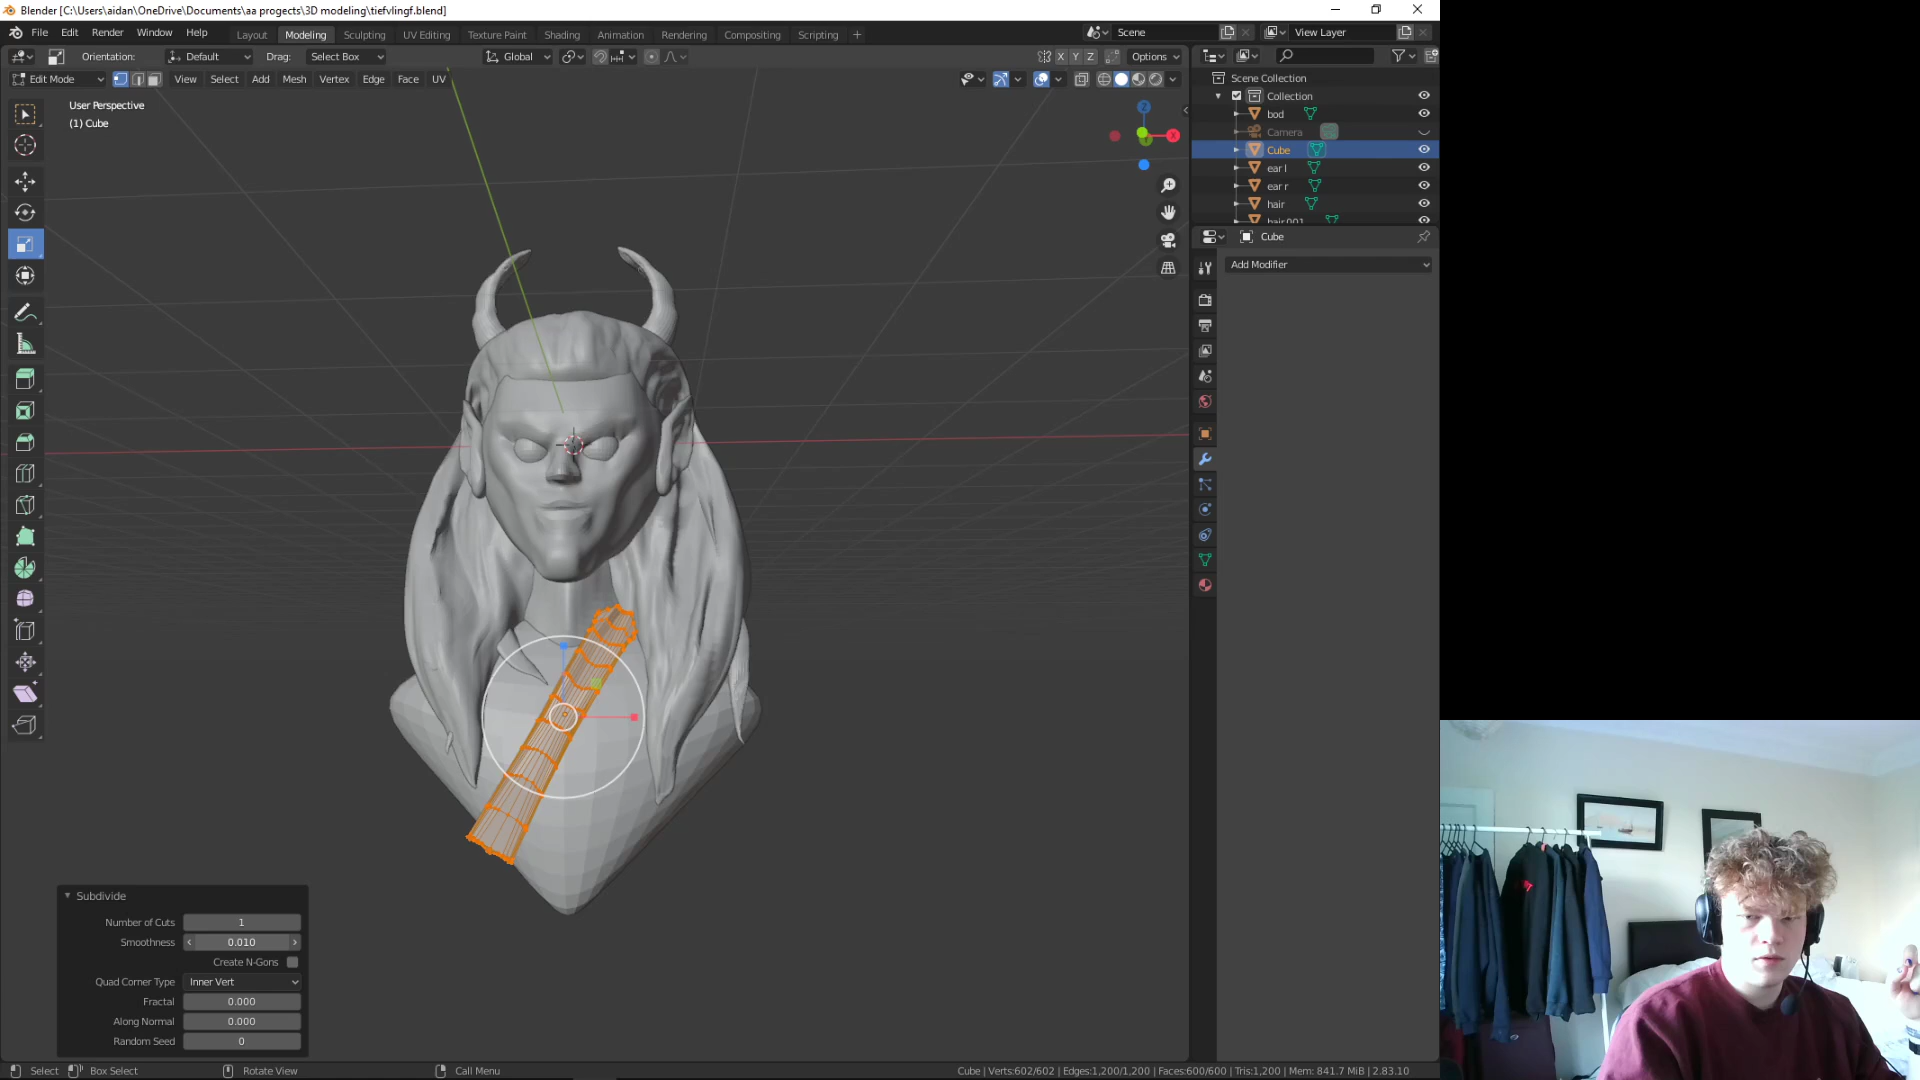 Blender [C:\Users\aidan\OneDrive\Documents\aa progects\3D modeling\tiefvlingf.blend]
File Edit Render Window Help Layout Modeling Sculpting UV Editing Texture Paint Shading Animation Rendering Compositing Scripting + Scene View Layer
Orientation: Default Drag: Select Box Global X Y Z Options
Edit Mode View Select Add Mesh Vertex Edge Face UV
Scene Collection
Collection
bod
Camera
Cube
ear l
ear r
hair
hair.001
User Perspective
(1) Cube
Z
X
Cube
Add Modifier
Subdivide
Number of Cuts 1
Smoothness 0.010
Create N-Gons
Quad Corner Type Inner Vert
Fractal 0.000
Along Normal 0.000
Random Seed 0
Select Box Select Rotate View Call Menu Cube | Verts:602/602 | Edges:1,200/1,200 | Faces:600/600 | Tris:1,200 | Mem: 841.7 MiB | 2.83.10